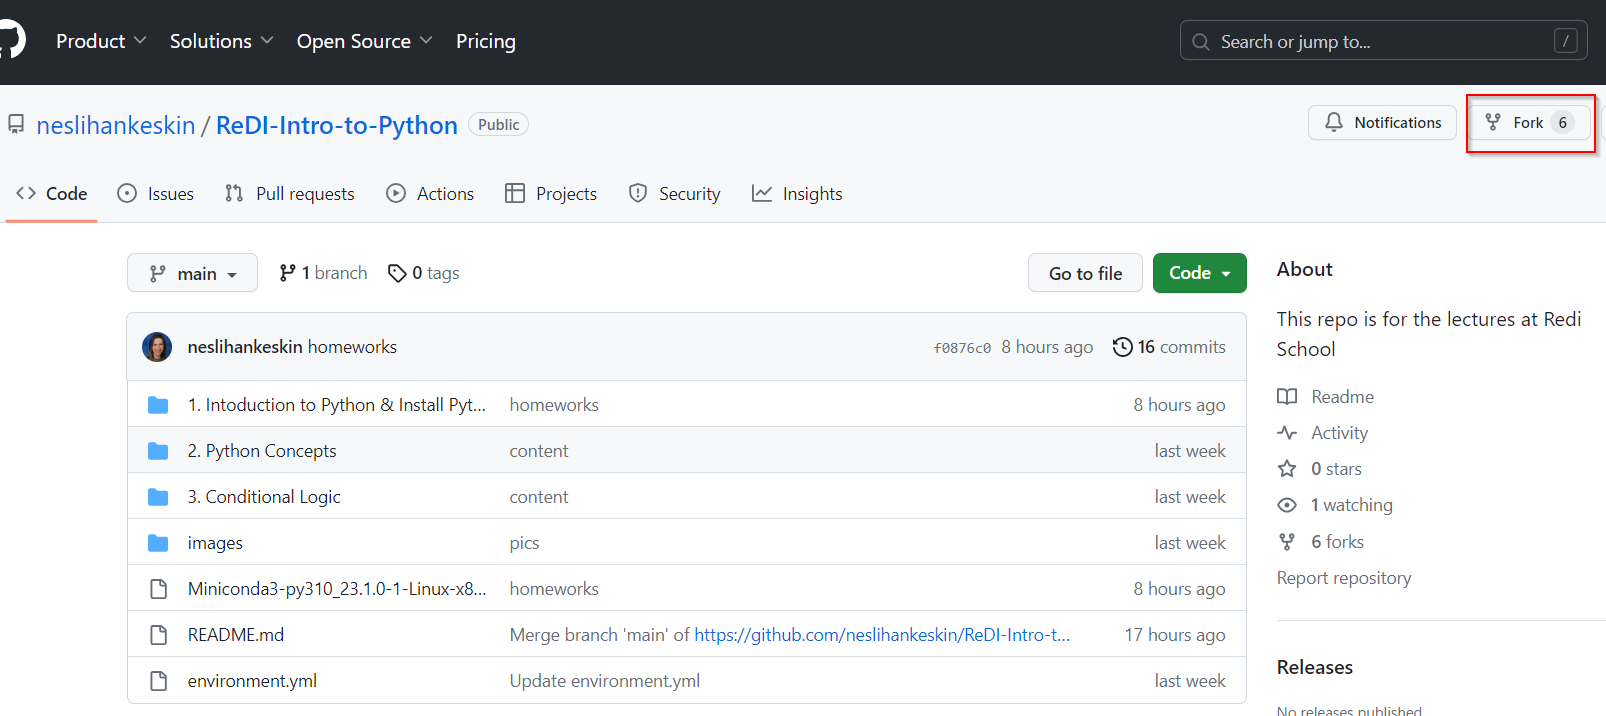 Product Solutions Open Source Pricing Search or jump to... /
neslihankeskin / ReDI-Intro-to-Python Public Notifications Fork 6
Code Issues Pull requests Actions Projects Security Insights
main 1 branch 0 tags Go to file Code
neslihankeskin homeworks f0876c0 8 hours ago 16 commits
1. Intoduction to Python & Install Pyt... homeworks 8 hours ago
2. Python Concepts content last week
3. Conditional Logic content last week
images pics last week
Miniconda3-py310_23.1.0-1-Linux-x8... homeworks 8 hours ago
README.md Merge branch 'main' of https://github.com/neslihankeskin/ReDI-Intro-t... 17 hours ago
environment.yml Update environment.yml last week
About
This repo is for the lectures at Redi
School
Readme
Activity
0 stars
1 watching
6 forks
Report repository
Releases
No releases published